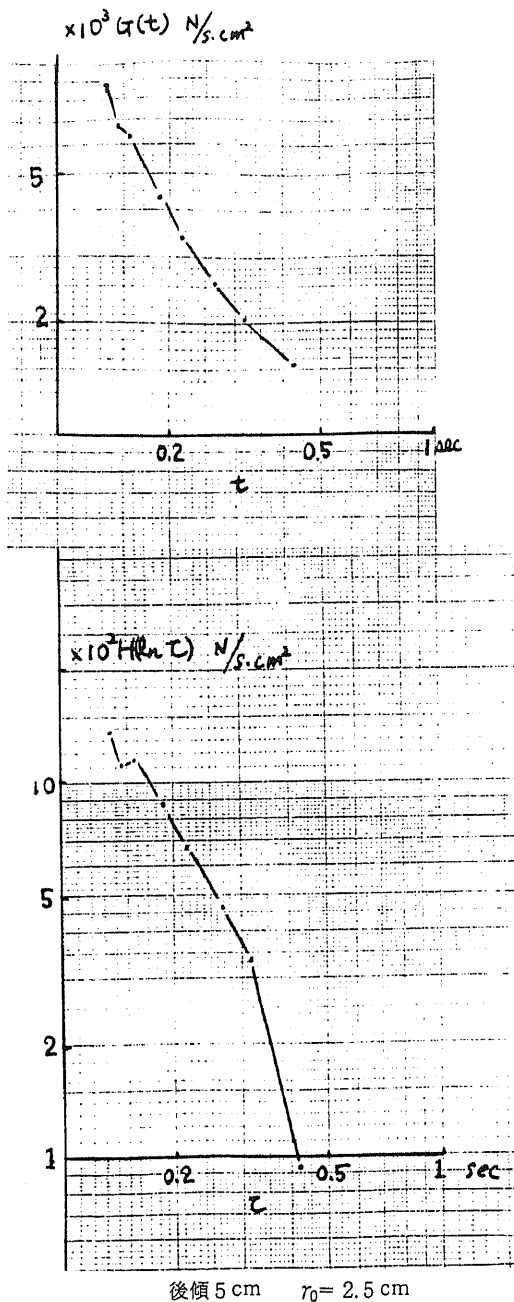 ×10³ G(t) N/s.cm²
5
2
0.2 0.5 1 sec
t
×10² H(ln τ) N/s.cm²
10
5
2
1
0.2 0.5 1 sec
τ
後傾 5 cm r₀= 2.5 cm